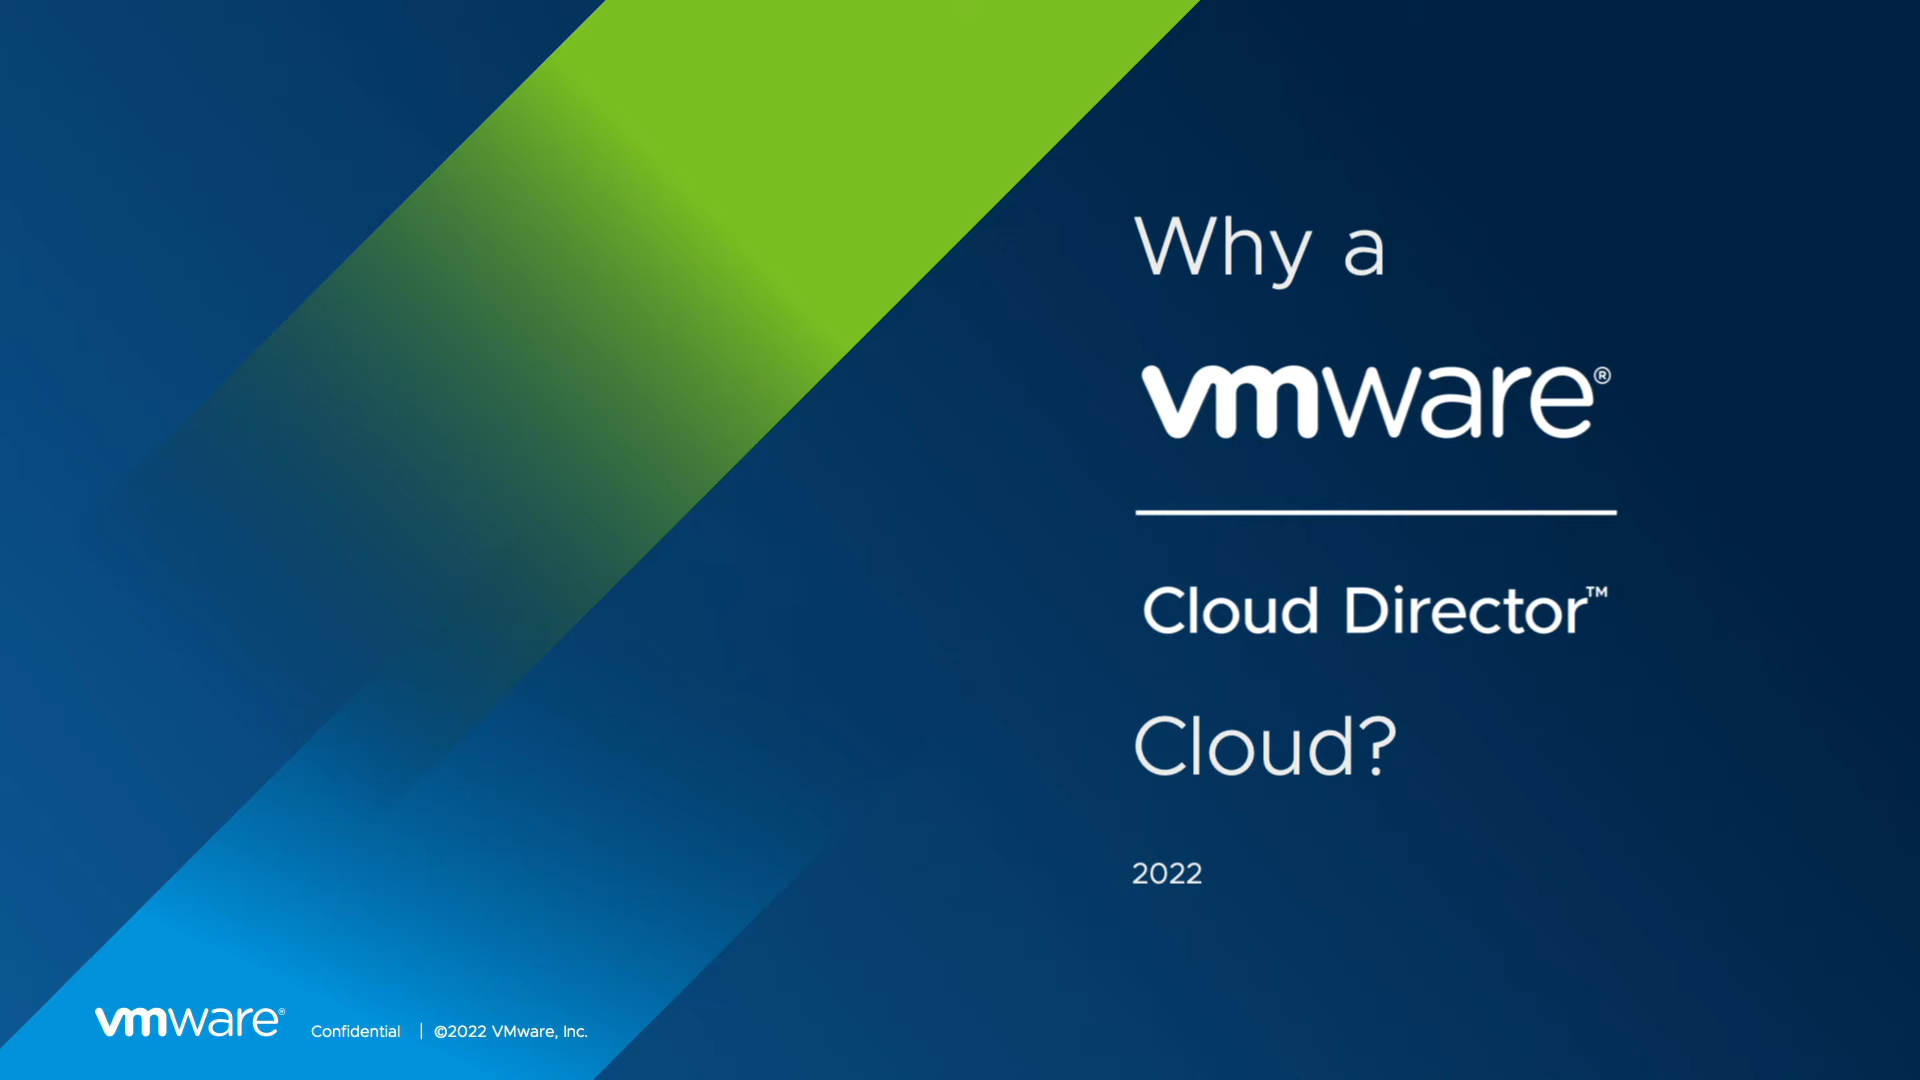 Why a
vmware®
Cloud Director™
Cloud?
2022
vmware® Confidential | ©2022 VMware, Inc.